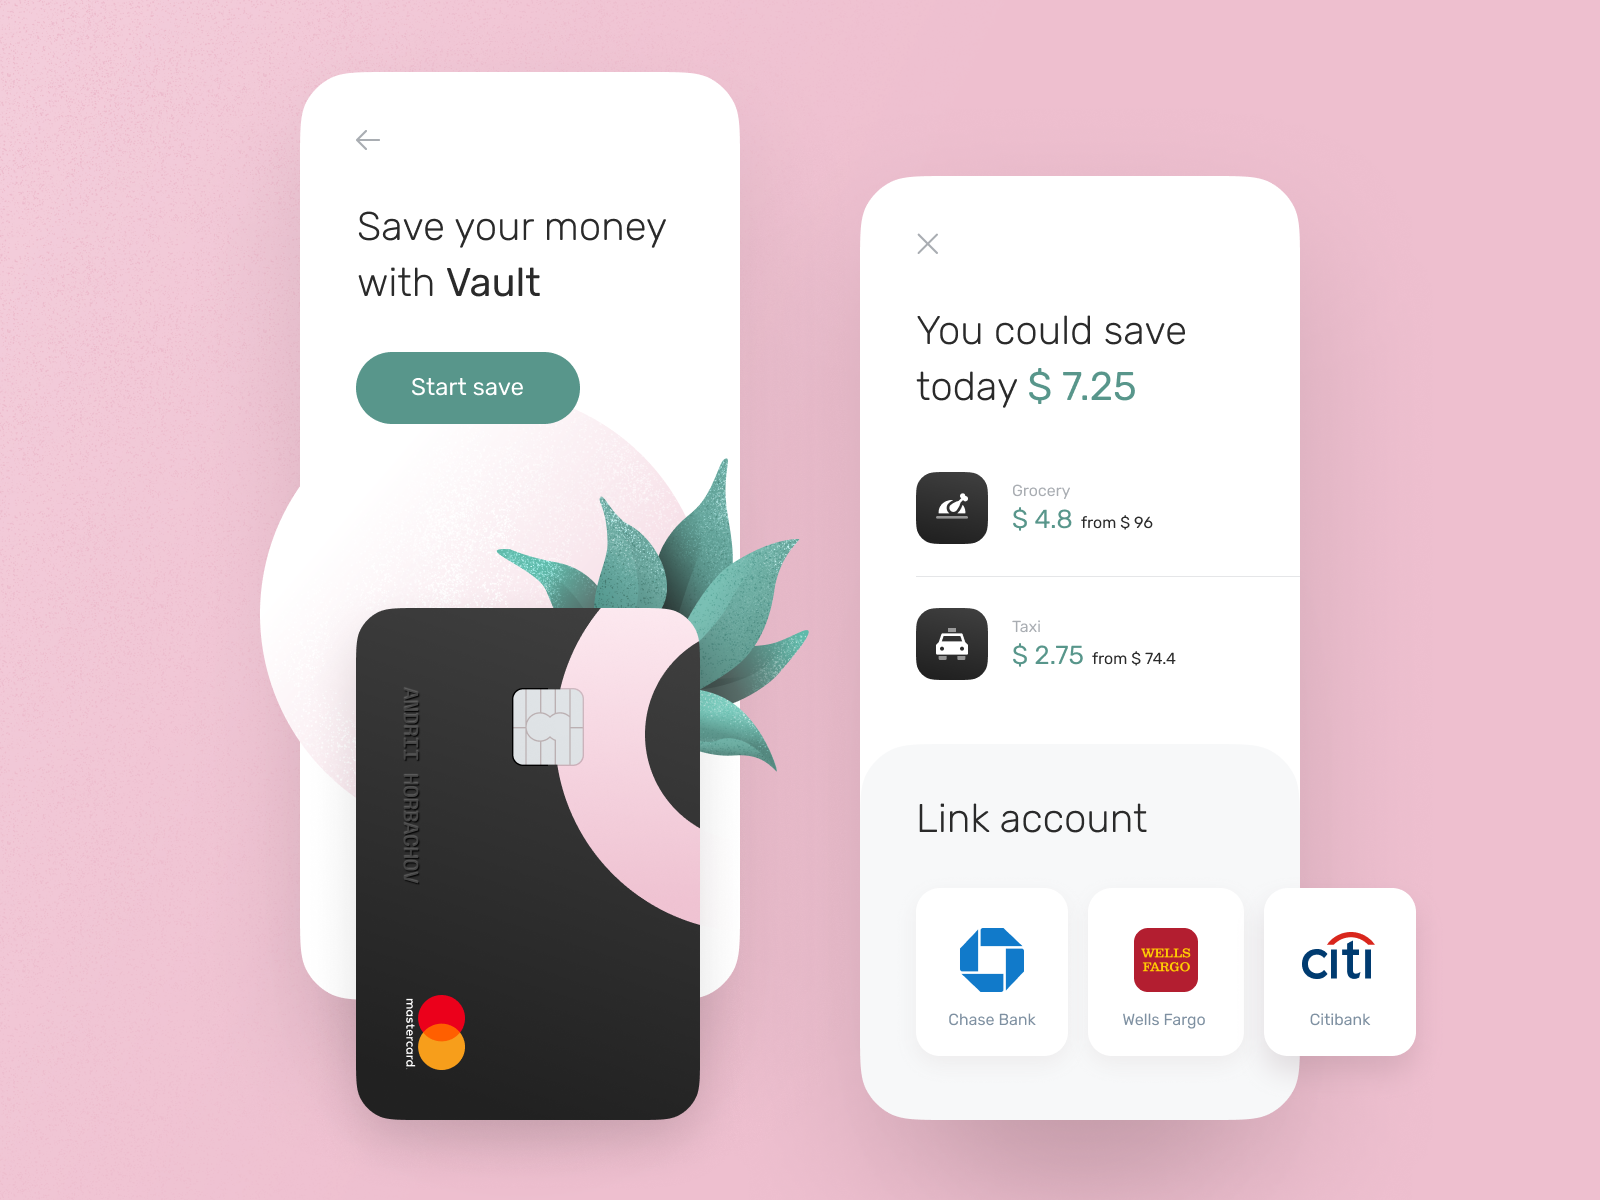 Save your money
with Vault
Start save
ANDRII HORBACHOV
mastercard
You could save
today $ 7.25
Grocery
$ 4.8 from $ 96
Taxi
$ 2.75 from $ 74.4
Link account
WELLS
FARGO
citi
Chase Bank
Wells Fargo
Citibank